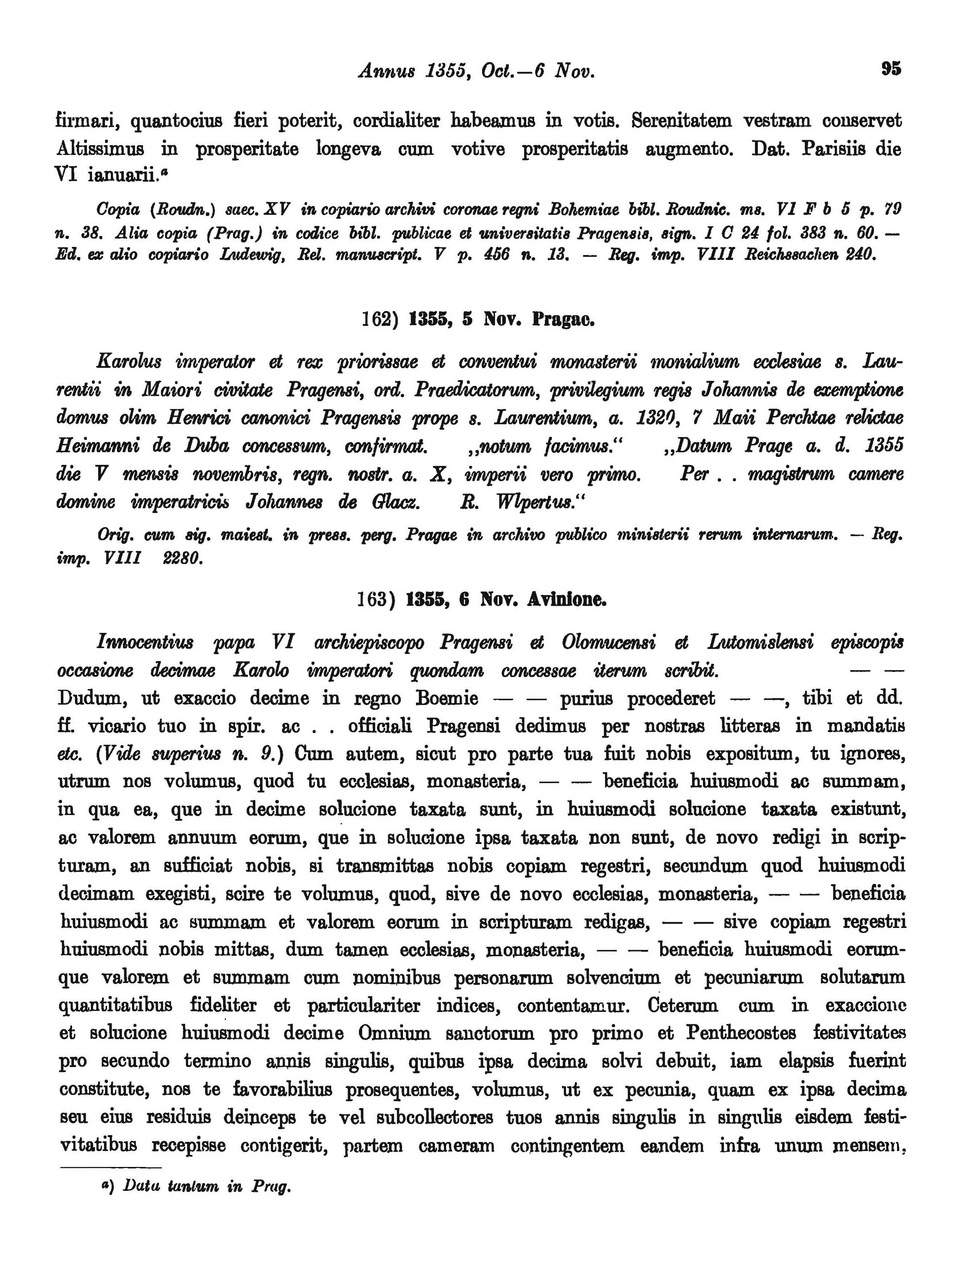 Annus 1355, Oct.—6 Nov. 95
firmari, quantocius fieri poterit, cordialiter habeamus in votis. Serenitatem vestram conservet
Altissimus in prosperitate longeva cum votive prosperitatis augmento. Dat. Parisiis die
VI ianuarii.ᵃ
Copia (Roudn.) saec. XV in copiario archivi coronae regni Bohemiae bibl. Roudnic. ms. VI F b 5 p. 79
n. 38. Alia copia (Prag.) in codice bibl. publicae et universitatis Pragensis, sign. I C 24 fol. 383 n. 60. —
Ed. ex alio copiario Ludewig, Rel. manuscript. V p. 456 n. 13. — Reg. imp. VIII Reichssachen 240.
162) 1355, 5 Nov. Pragae.
Karolus imperator et rex priorissae et conventui monasterii monialium ecclesiae s. Lau-
rentii in Maiori civitate Pragensi, ord. Praedicatorum, privilegium regis Johannis de exemptione
domus olim Henrici canonici Pragensis prope s. Laurentium, a. 1320, 7 Maii Perchtae relictae
Heimanni de Duba concessum, confirmat. „notum facimus.“ „Datum Prage a. d. 1355
die V mensis novembris, regn. nostr. a. X, imperii vero primo. Per . . magistrum camere
domine imperatricis Johannes de Glacz. R. Wlpertus.“
Orig. cum sig. maiest. in press. perg. Pragae in archivo publico ministerii rerum internarum. — Reg.
imp. VIII 2280.
163) 1355, 6 Nov. Avinione.
Innocentius papa VI archiepiscopo Pragensi et Olomucensi et Lutomislensi episcopis
occasione decimae Karolo imperatori quondam concessae iterum scribit. — —
Dudum, ut exaccio decime in regno Boemie — — purius procederet — —, tibi et dd.
ff. vicario tuo in spir. ac . . officiali Pragensi dedimus per nostras litteras in mandatis
etc. (Vide superius n. 9.) Cum autem, sicut pro parte tua fuit nobis expositum, tu ignores,
utrum nos volumus, quod tu ecclesias, monasteria, — — beneficia huiusmodi ac summam,
in qua ea, que in decime solucione taxata sunt, in huiusmodi solucione taxata existunt,
ac valorem annuum eorum, que in solucione ipsa taxata non sunt, de novo redigi in scrip-
turam, an sufficiat nobis, si transmittas nobis copiam regestri, secundum quod huiusmodi
decimam exegisti, scire te volumus, quod, sive de novo ecclesias, monasteria, — — beneficia
huiusmodi ac summam et valorem eorum in scripturam redigas, — — sive copiam regestri
huiusmodi nobis mittas, dum tamen ecclesias, monasteria, — — beneficia huiusmodi eorum-
que valorem et summam cum nominibus personarum solvencium et pecuniarum solutarum
quantitatibus fideliter et particulariter indices, contentamur. Ceterum cum in exaccione
et solucione huiusmodi decime Omnium sanctorum pro primo et Penthecostes festivitates
pro secundo termino annis singulis, quibus ipsa decima solvi debuit, iam elapsis fuerint
constitute, nos te favorabilius prosequentes, volumus, ut ex pecunia, quam ex ipsa decima
seu eius residuis deinceps te vel subcollectores tuos annis singulis in singulis eisdem festi-
vitatibus recepisse contigerit, partem cameram contingentem eandem infra unum mensem,
ᵃ) Data tantum in Prag.